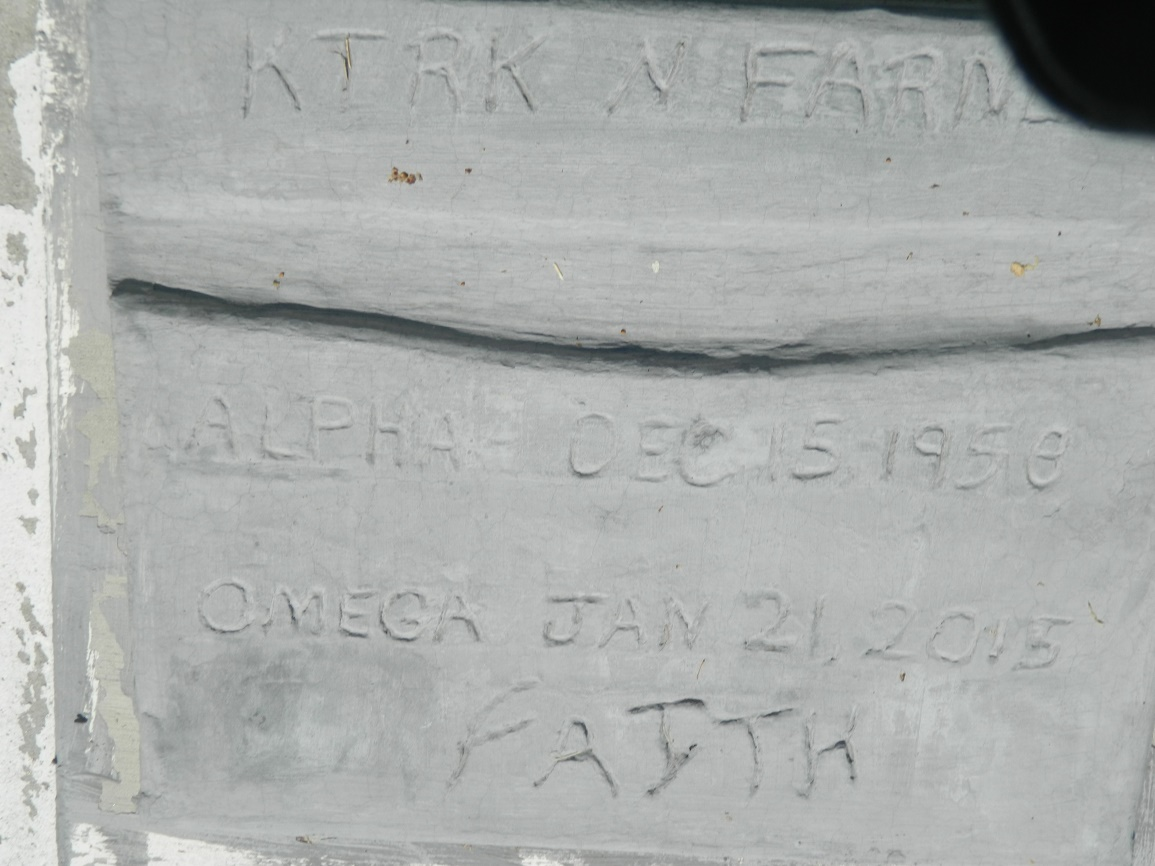 KIRK N
ALPHA - DEC 15, 1958
OMEGA JAN 21, 2015
FAITH